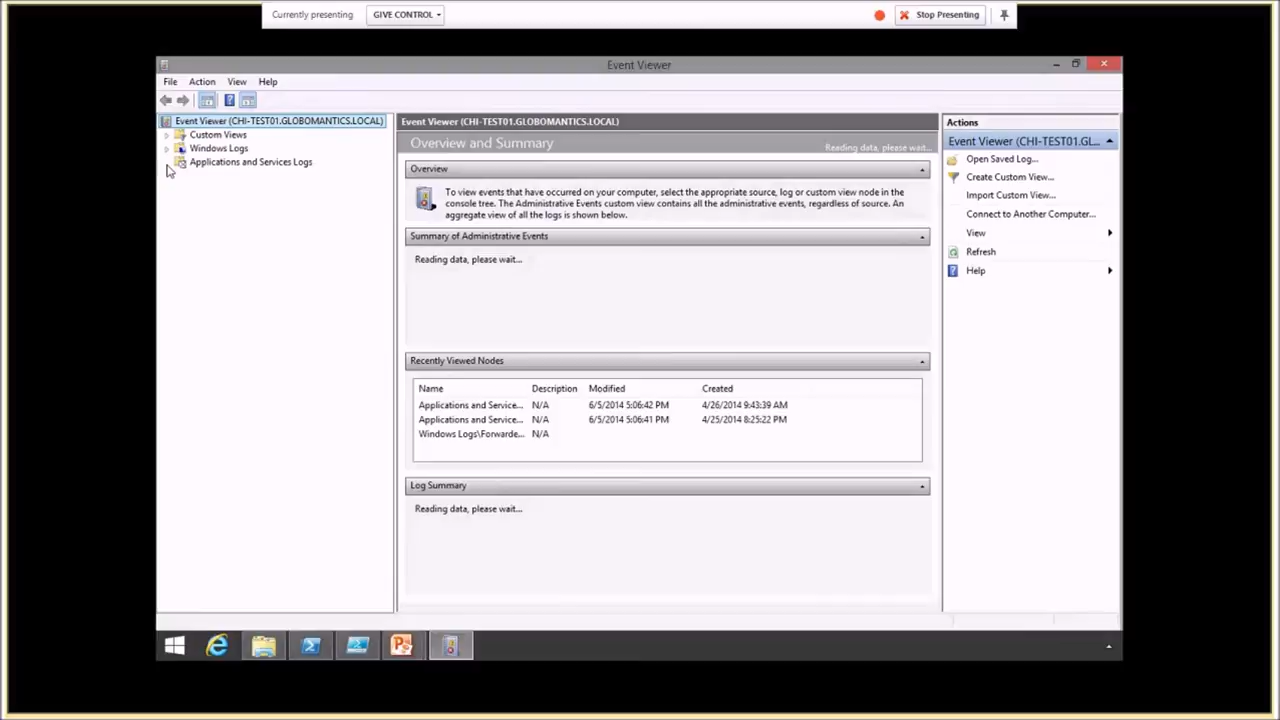 Currently presenting
GIVE CONTROL
Stop Presenting
Event Viewer
File Action View Help
Event Viewer (CHI-TEST01.GLOBOMANTICS.LOCAL)
Custom Views
Windows Logs
Applications and Services Logs
Event Viewer (CHI-TEST01.GLOBOMANTICS.LOCAL)
Overview and Summary
Reading data, please wait...
Overview
To view events that have occurred on your computer, select the appropriate source, log or custom view node in the
console tree. The Administrative Events custom view contains all the administrative events, regardless of source. An
aggregate view of all the logs is shown below.
Summary of Administrative Events
Reading data, please wait...
Recently Viewed Nodes
Name Description Modified Created
Applications and Service... N/A 6/5/2014 5:06:42 PM 4/26/2014 9:43:39 AM
Applications and Service... N/A 6/5/2014 5:06:41 PM 4/25/2014 8:25:22 PM
Windows Logs\Forwarde... N/A
Log Summary
Reading data, please wait...
Actions
Event Viewer (CHI-TEST01.GL...
Open Saved Log...
Create Custom View...
Import Custom View...
Connect to Another Computer...
View
Refresh
Help